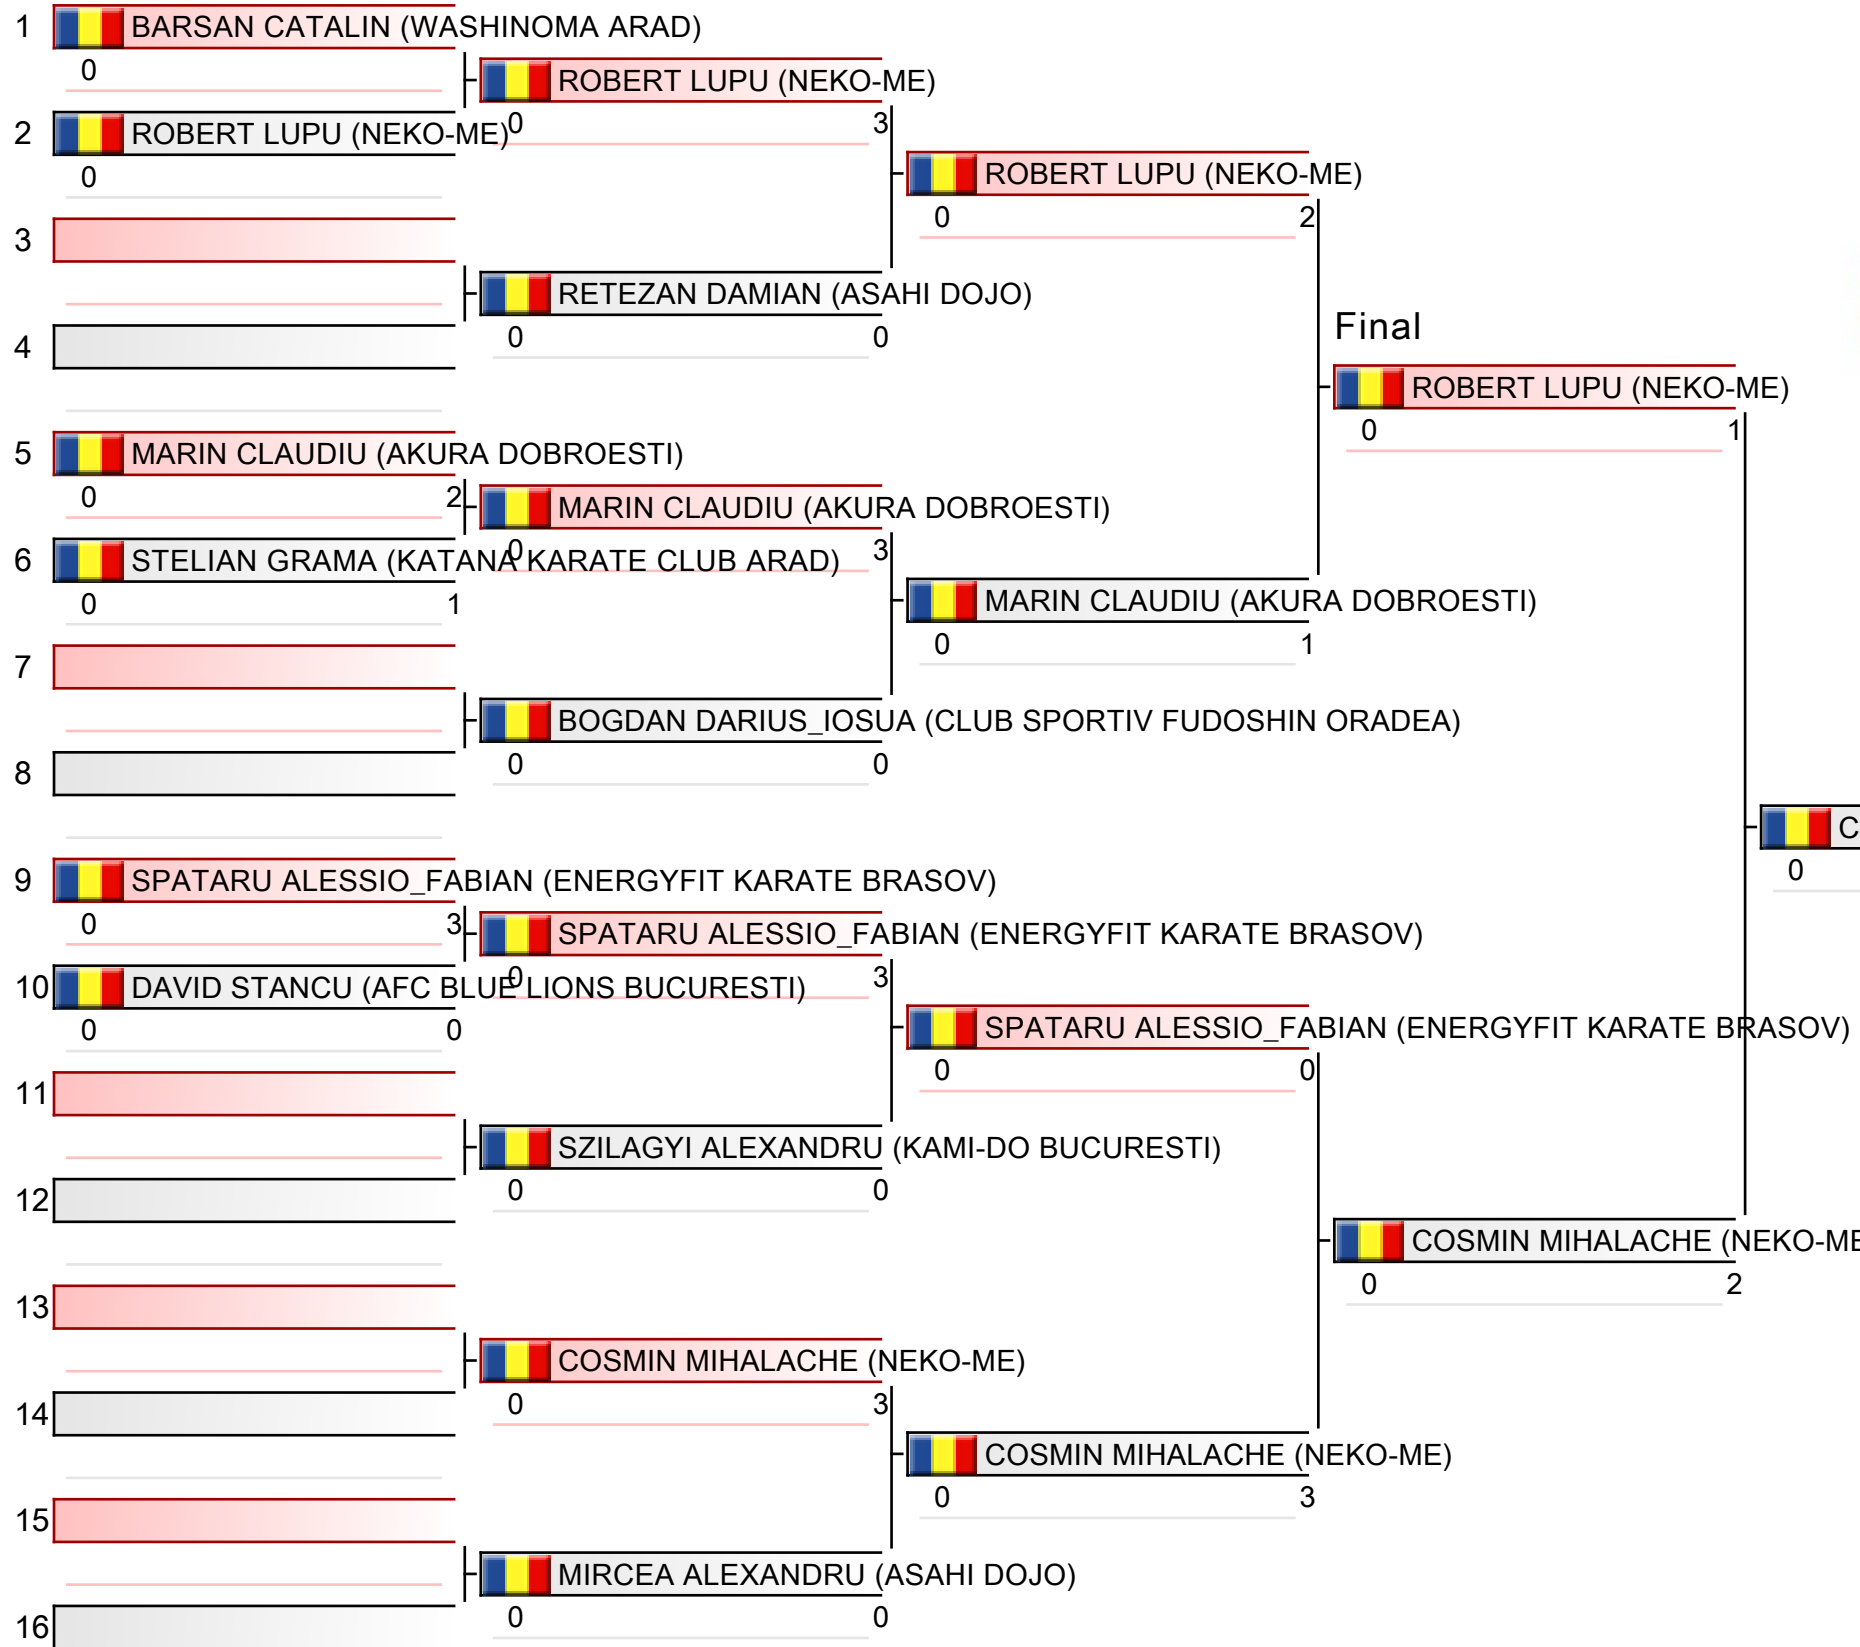 1 BARSAN CATALIN (WASHINOMA ARAD)
0
ROBERT LUPU (NEKO-ME)
0 3
2 ROBERT LUPU (NEKO-ME)
0
ROBERT LUPU (NEKO-ME)
0 2
3
RETEZAN DAMIAN (ASAHI DOJO)
0 0
4
Final
ROBERT LUPU (NEKO-ME)
0 1
5 MARIN CLAUDIU (AKURA DOBROESTI)
0 2
MARIN CLAUDIU (AKURA DOBROESTI)
0 3
6 STELIAN GRAMA (KATANA KARATE CLUB ARAD)
0 1
MARIN CLAUDIU (AKURA DOBROESTI)
0 1
7
BOGDAN DARIUS_IOSUA (CLUB SPORTIV FUDOSHIN ORADEA)
0 0
8
C
0
9 SPATARU ALESSIO_FABIAN (ENERGYFIT KARATE BRASOV)
0 3
SPATARU ALESSIO_FABIAN (ENERGYFIT KARATE BRASOV)
0 3
10 DAVID STANCU (AFC BLUE LIONS BUCURESTI)
0 0
SPATARU ALESSIO_FABIAN (ENERGYFIT KARATE BRASOV)
0 0
11
SZILAGYI ALEXANDRU (KAMI-DO BUCURESTI)
0 0
12
COSMIN MIHALACHE (NEKO-ME
0 2
13
COSMIN MIHALACHE (NEKO-ME)
0 3
14
COSMIN MIHALACHE (NEKO-ME)
0 3
15
MIRCEA ALEXANDRU (ASAHI DOJO)
0 0
16